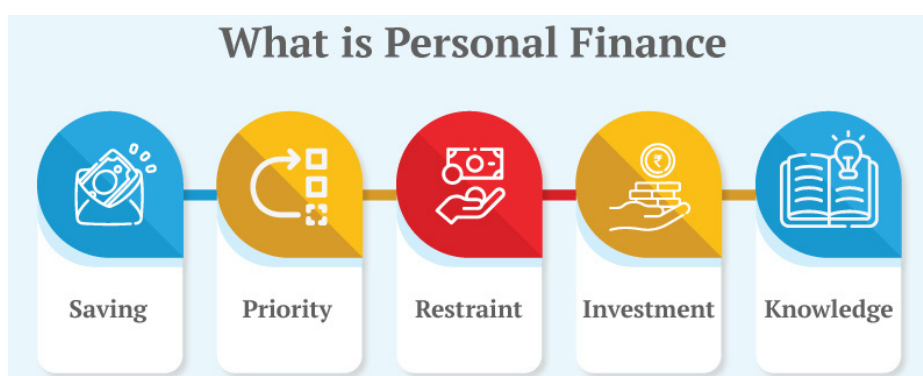 What is Personal Finance
Saving
Priority
Restraint
Investment
Knowledge